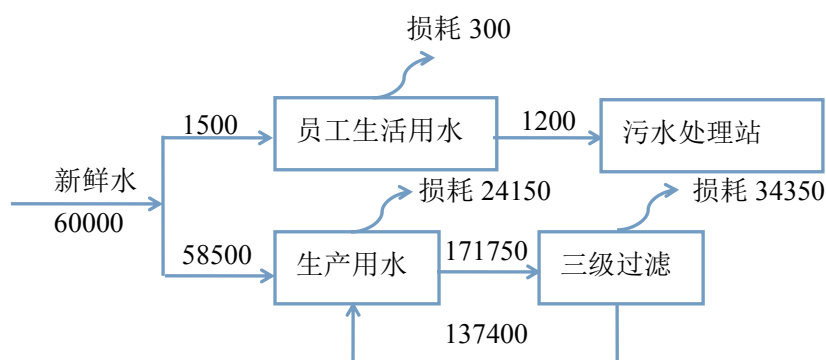 损耗 300
1500
员工生活用水
1200
污水处理站
新鲜水
60000
损耗 24150
损耗 34350
58500
生产用水
171750
三级过滤
137400